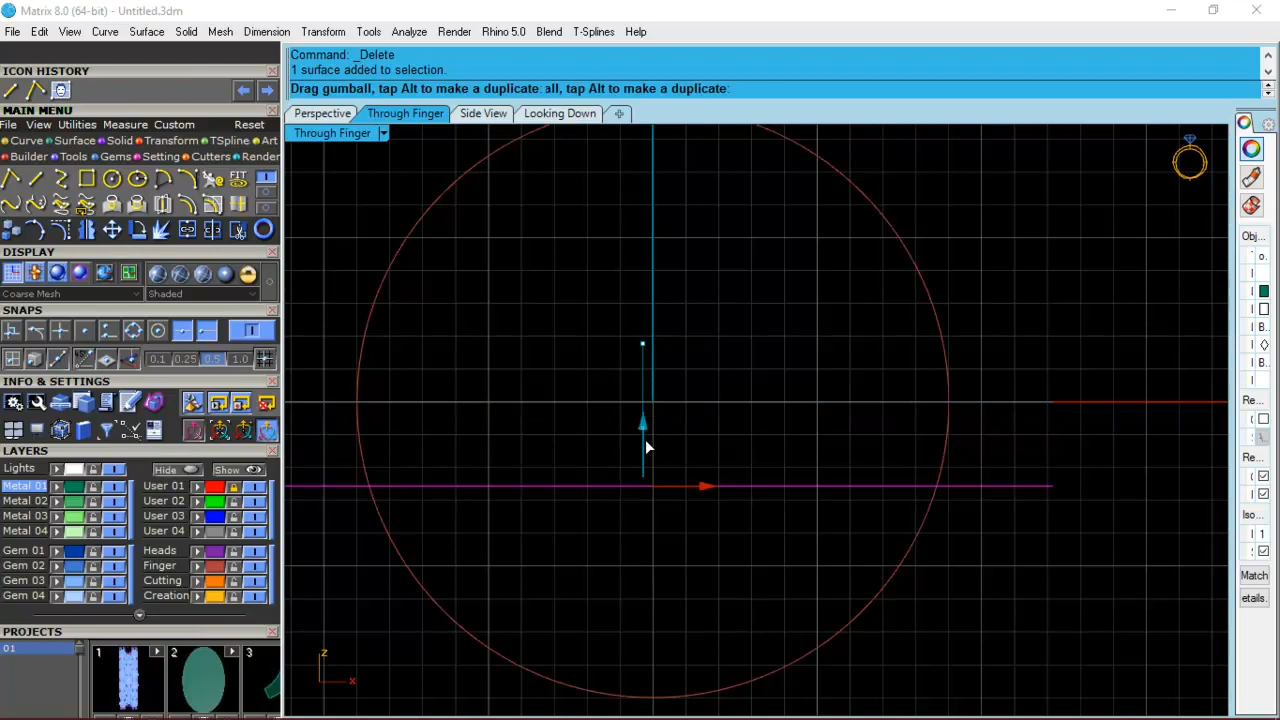 Matrix 8.0 (64-bit) - Untitled.3dm
File Edit View Curve Surface Solid Mesh Dimension Transform Tools Analyze Render Rhino 5.0 Blend T-Splines Help
Command: _Delete
1 surface added to selection.
Drag gumball, tap Alt to make a duplicate: all, tap Alt to make a duplicate:
ICON HISTORY
MAIN MENU
File View Utilities Measure Custom Reset
Curve Surface Solid Transform TSpline Art
Builder Tools Gems Setting Cutters Render
FIT
DISPLAY
Coarse Mesh Shaded
SNAPS
0.1 0.25 0.5 1.0
INFO & SETTINGS
LAYERS
Lights Hide Show
Metal 01 User 01
Metal 02 User 02
Metal 03 User 03
Metal 04 User 04
Gem 01 Heads
Gem 02 Finger
Gem 03 Cutting
Gem 04 Creation
PROJECTS
01
1 2 3
Perspective Through Finger Side View Looking Down
Through Finger
z
x
Obj...
o.
B..
B..
Re...
Re...
Iso...
1
Match
etails.